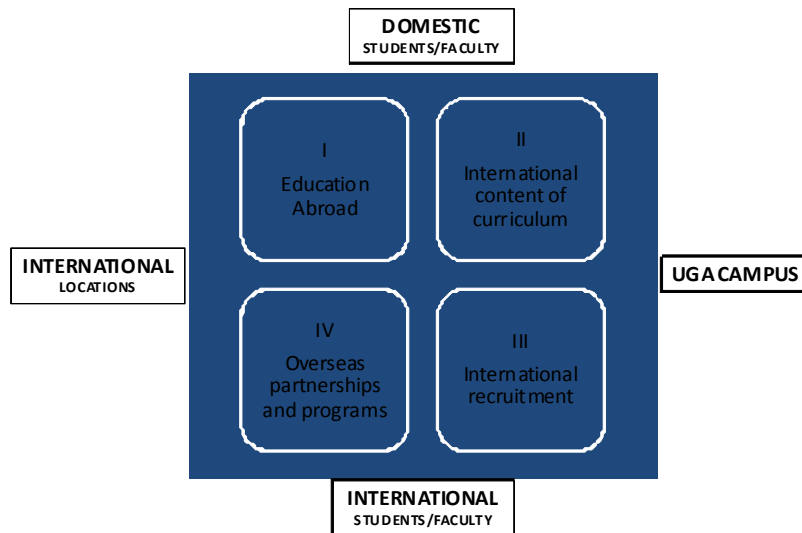 DOMESTIC
STUDENTS/FACULTY
I
Education
Abroad
II
International
content of
curriculum
INTERNATIONAL
LOCATIONS
UGA CAMPUS
IV
Overseas
partnerships
and programs
III
International
recruitment
INTERNATIONAL
STUDENTS/FACULTY